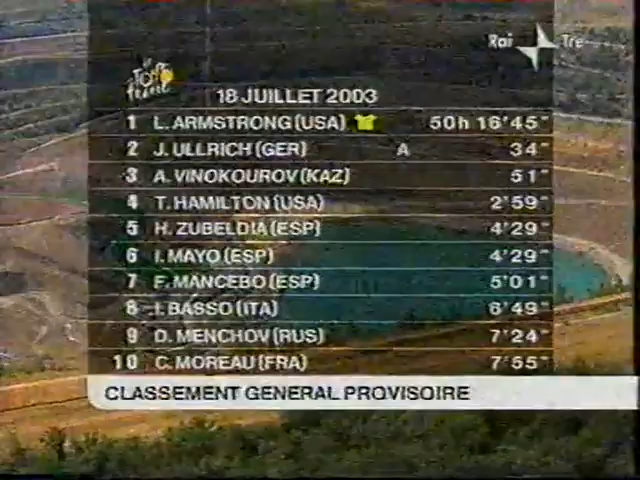 Rai Tre
le Tour
de France
18 JUILLET 2003
1 L. ARMSTRONG (USA) 50h 16'45"
2 J. ULLRICH (GER) A 34"
3 A. VINOKOUROV (KAZ) 51"
4 T. HAMILTON (USA) 2'59"
5 H. ZUBELDIA (ESP) 4'29"
6 I. MAYO (ESP) 4'29"
7 F. MANCEBO (ESP) 5'01"
8 I. BASSO (ITA) 6'49"
9 D. MENCHOV (RUS) 7'24"
10 C. MOREAU (FRA) 7'55"
CLASSEMENT GENERAL PROVISOIRE